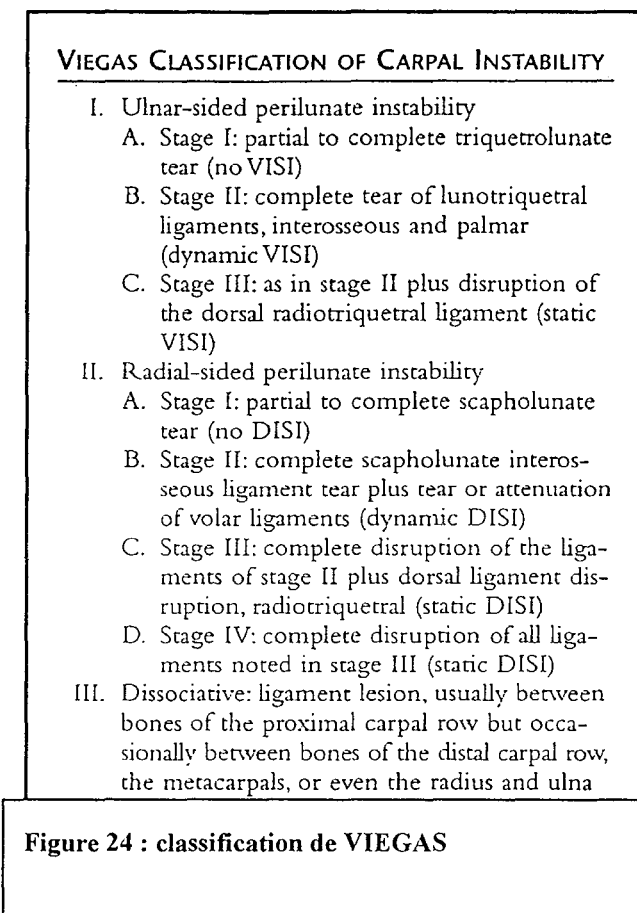 VIEGAS CLASSIFICATION OF CARPAL INSTABILITY
I. Ulnar-sided perilunate instability
A. Stage I: partial to complete triquetrolunate
tear (no VISI)
B. Stage II: complete tear of lunotriquetral
ligaments, interosseous and palmar
(dynamic VISI)
C. Stage III: as in stage II plus disruption of
the dorsal radiotriquetral ligament (static
VISI)
II. Radial-sided perilunate instability
A. Stage I: partial to complete scapholunate
tear (no DISI)
B. Stage II: complete scapholunate interos-
seous ligament tear plus tear or attenuation
of volar ligaments (dynamic DISI)
C. Stage III: complete disruption of the liga-
ments of stage II plus dorsal ligament dis-
ruption, radiotriquetral (static DISI)
D. Stage IV: complete disruption of all liga-
ments noted in stage III (static DISI)
III. Dissociative: ligament lesion, usually between
bones of the proximal carpal row but occa-
sionally between bones of the distal carpal row,
the metacarpals, or even the radius and ulna
Figure 24 : classification de VIEGAS